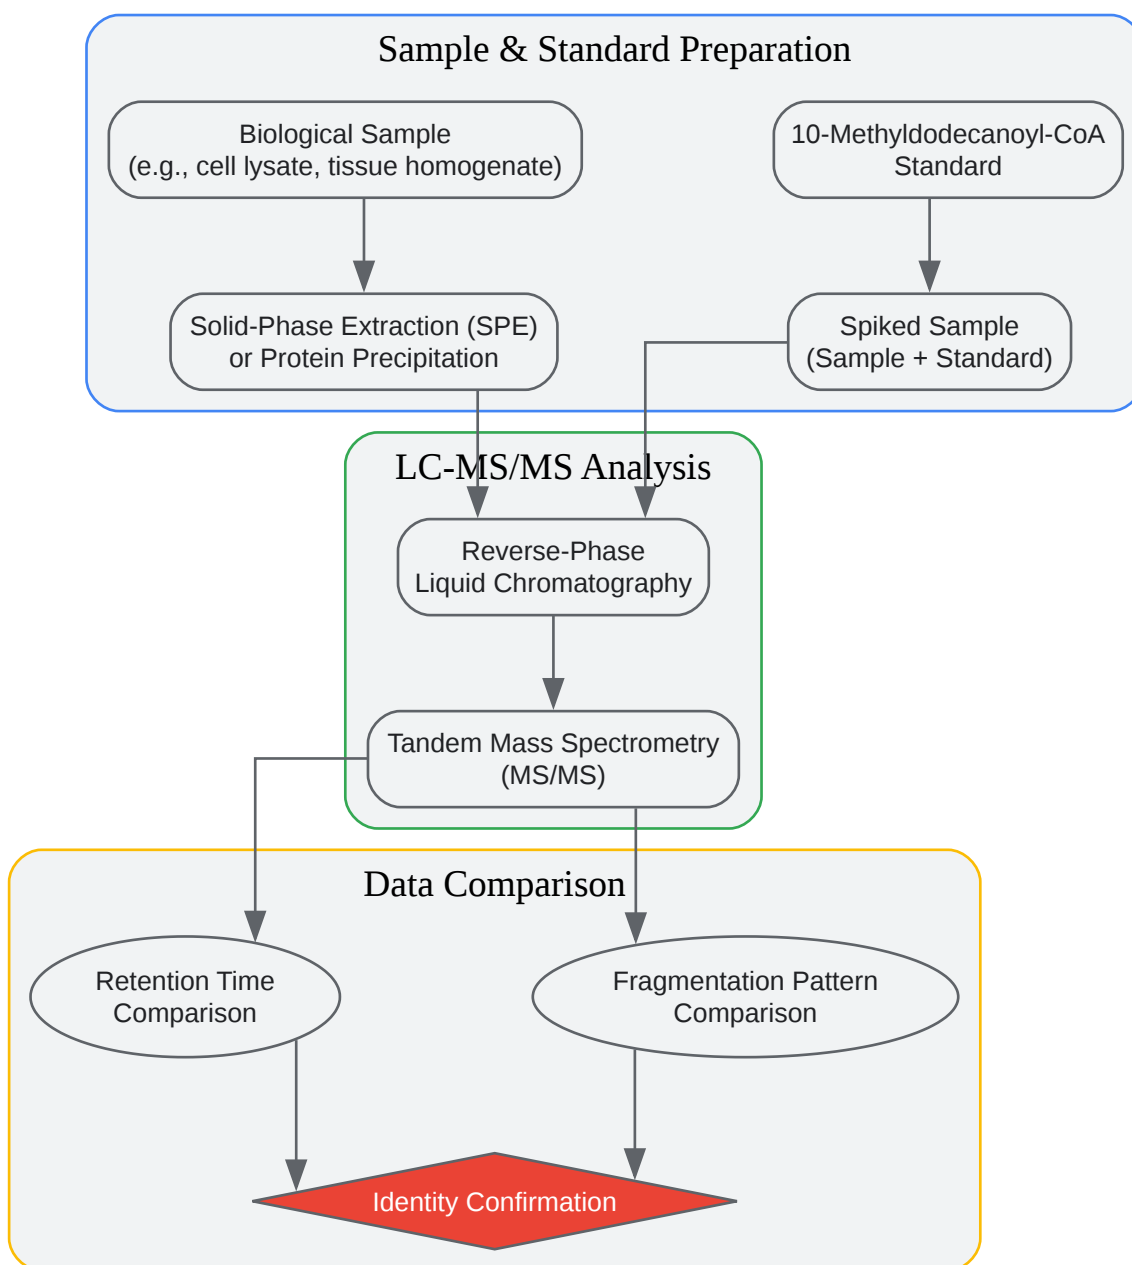 Sample & Standard Preparation
Biological Sample
(e.g., cell lysate, tissue homogenate)
10-Methyldodecanoyl-CoA
Standard
Solid-Phase Extraction (SPE)
or Protein Precipitation
Spiked Sample
(Sample + Standard)
LC-MS/MS Analysis
Reverse-Phase
Liquid Chromatography
Tandem Mass Spectrometry
(MS/MS)
Data Comparison
Retention Time
Comparison
Fragmentation Pattern
Comparison
Identity Confirmation